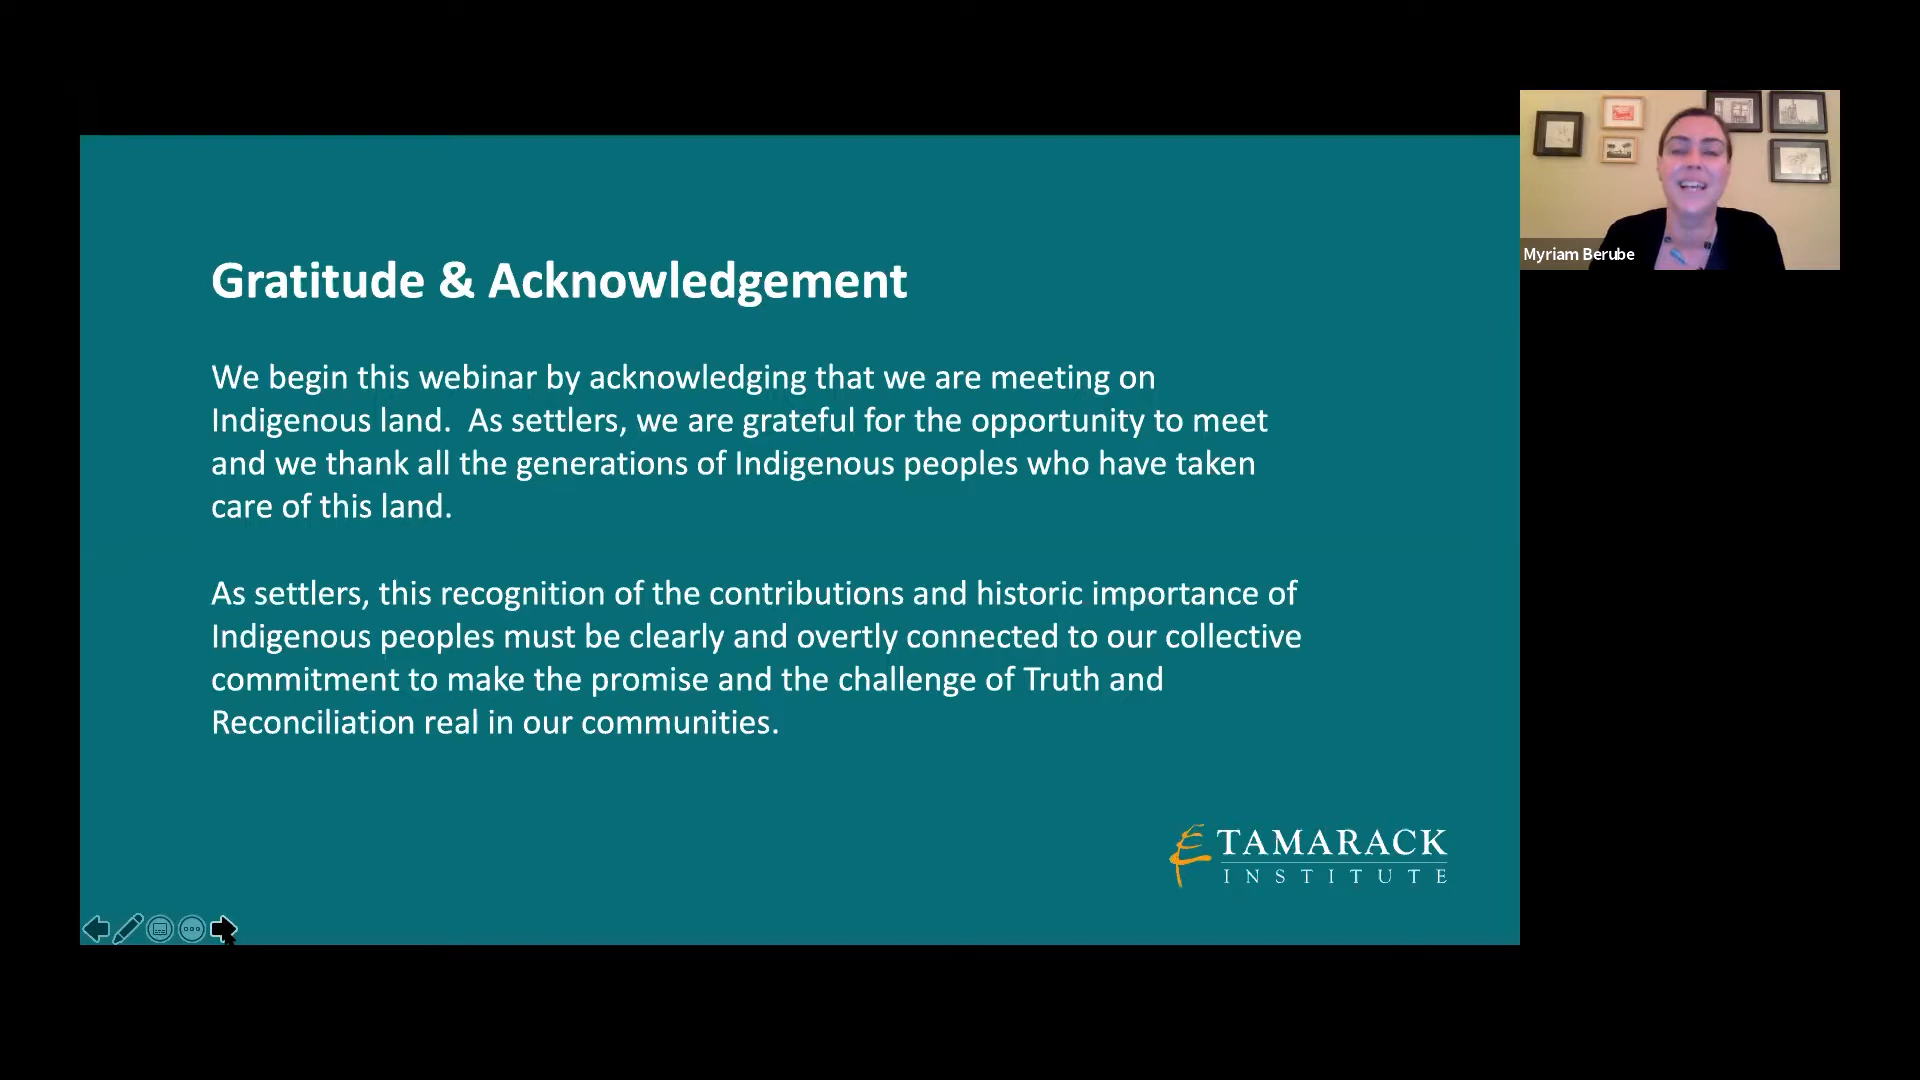 Gratitude & Acknowledgement
We begin this webinar by acknowledging that we are meeting on
Indigenous land.  As settlers, we are grateful for the opportunity to meet
and we thank all the generations of Indigenous peoples who have taken
care of this land.
As settlers, this recognition of the contributions and historic importance of
Indigenous peoples must be clearly and overtly connected to our collective
commitment to make the promise and the challenge of Truth and
Reconciliation real in our communities.
TAMARACK
INSTITUTE
Myriam Berube